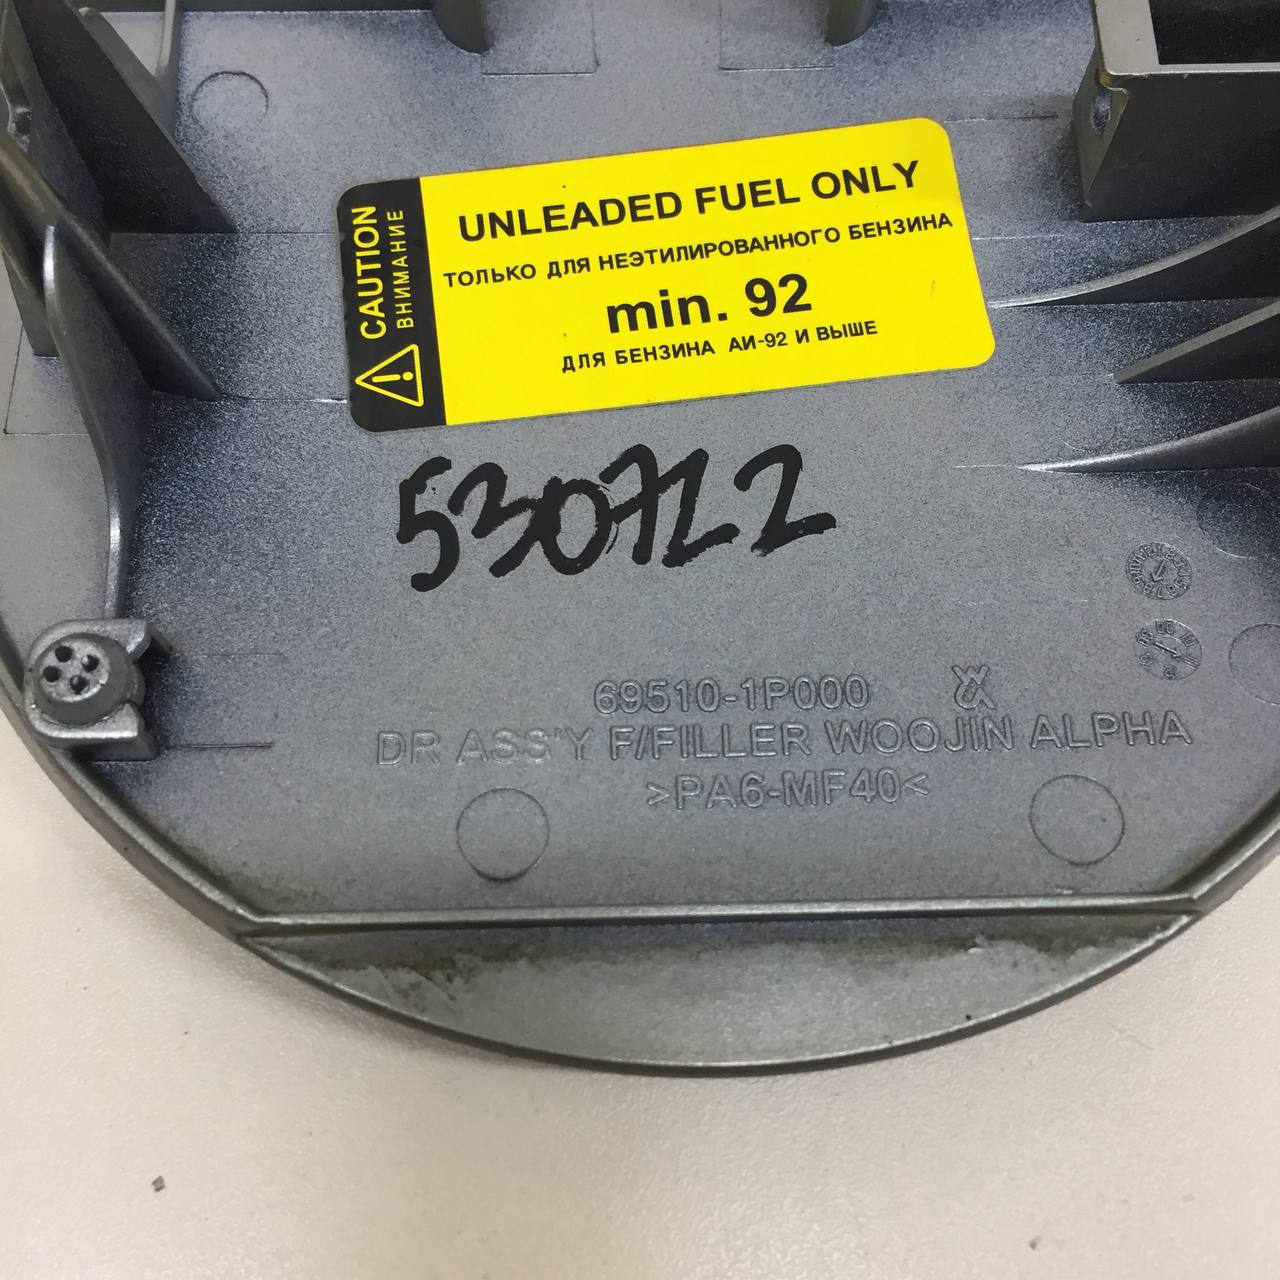 CAUTION
ВНИМАНИЕ
UNLEADED FUEL ONLY
ТОЛЬКО ДЛЯ НЕЭТИЛИРОВАННОГО БЕНЗИНА
min. 92
ДЛЯ БЕНЗИНА АИ-92 И ВЫШЕ
530722
69510-1P000
DR ASS'Y F/FILLER WOOJIN ALPHA
>PA6-MF40<